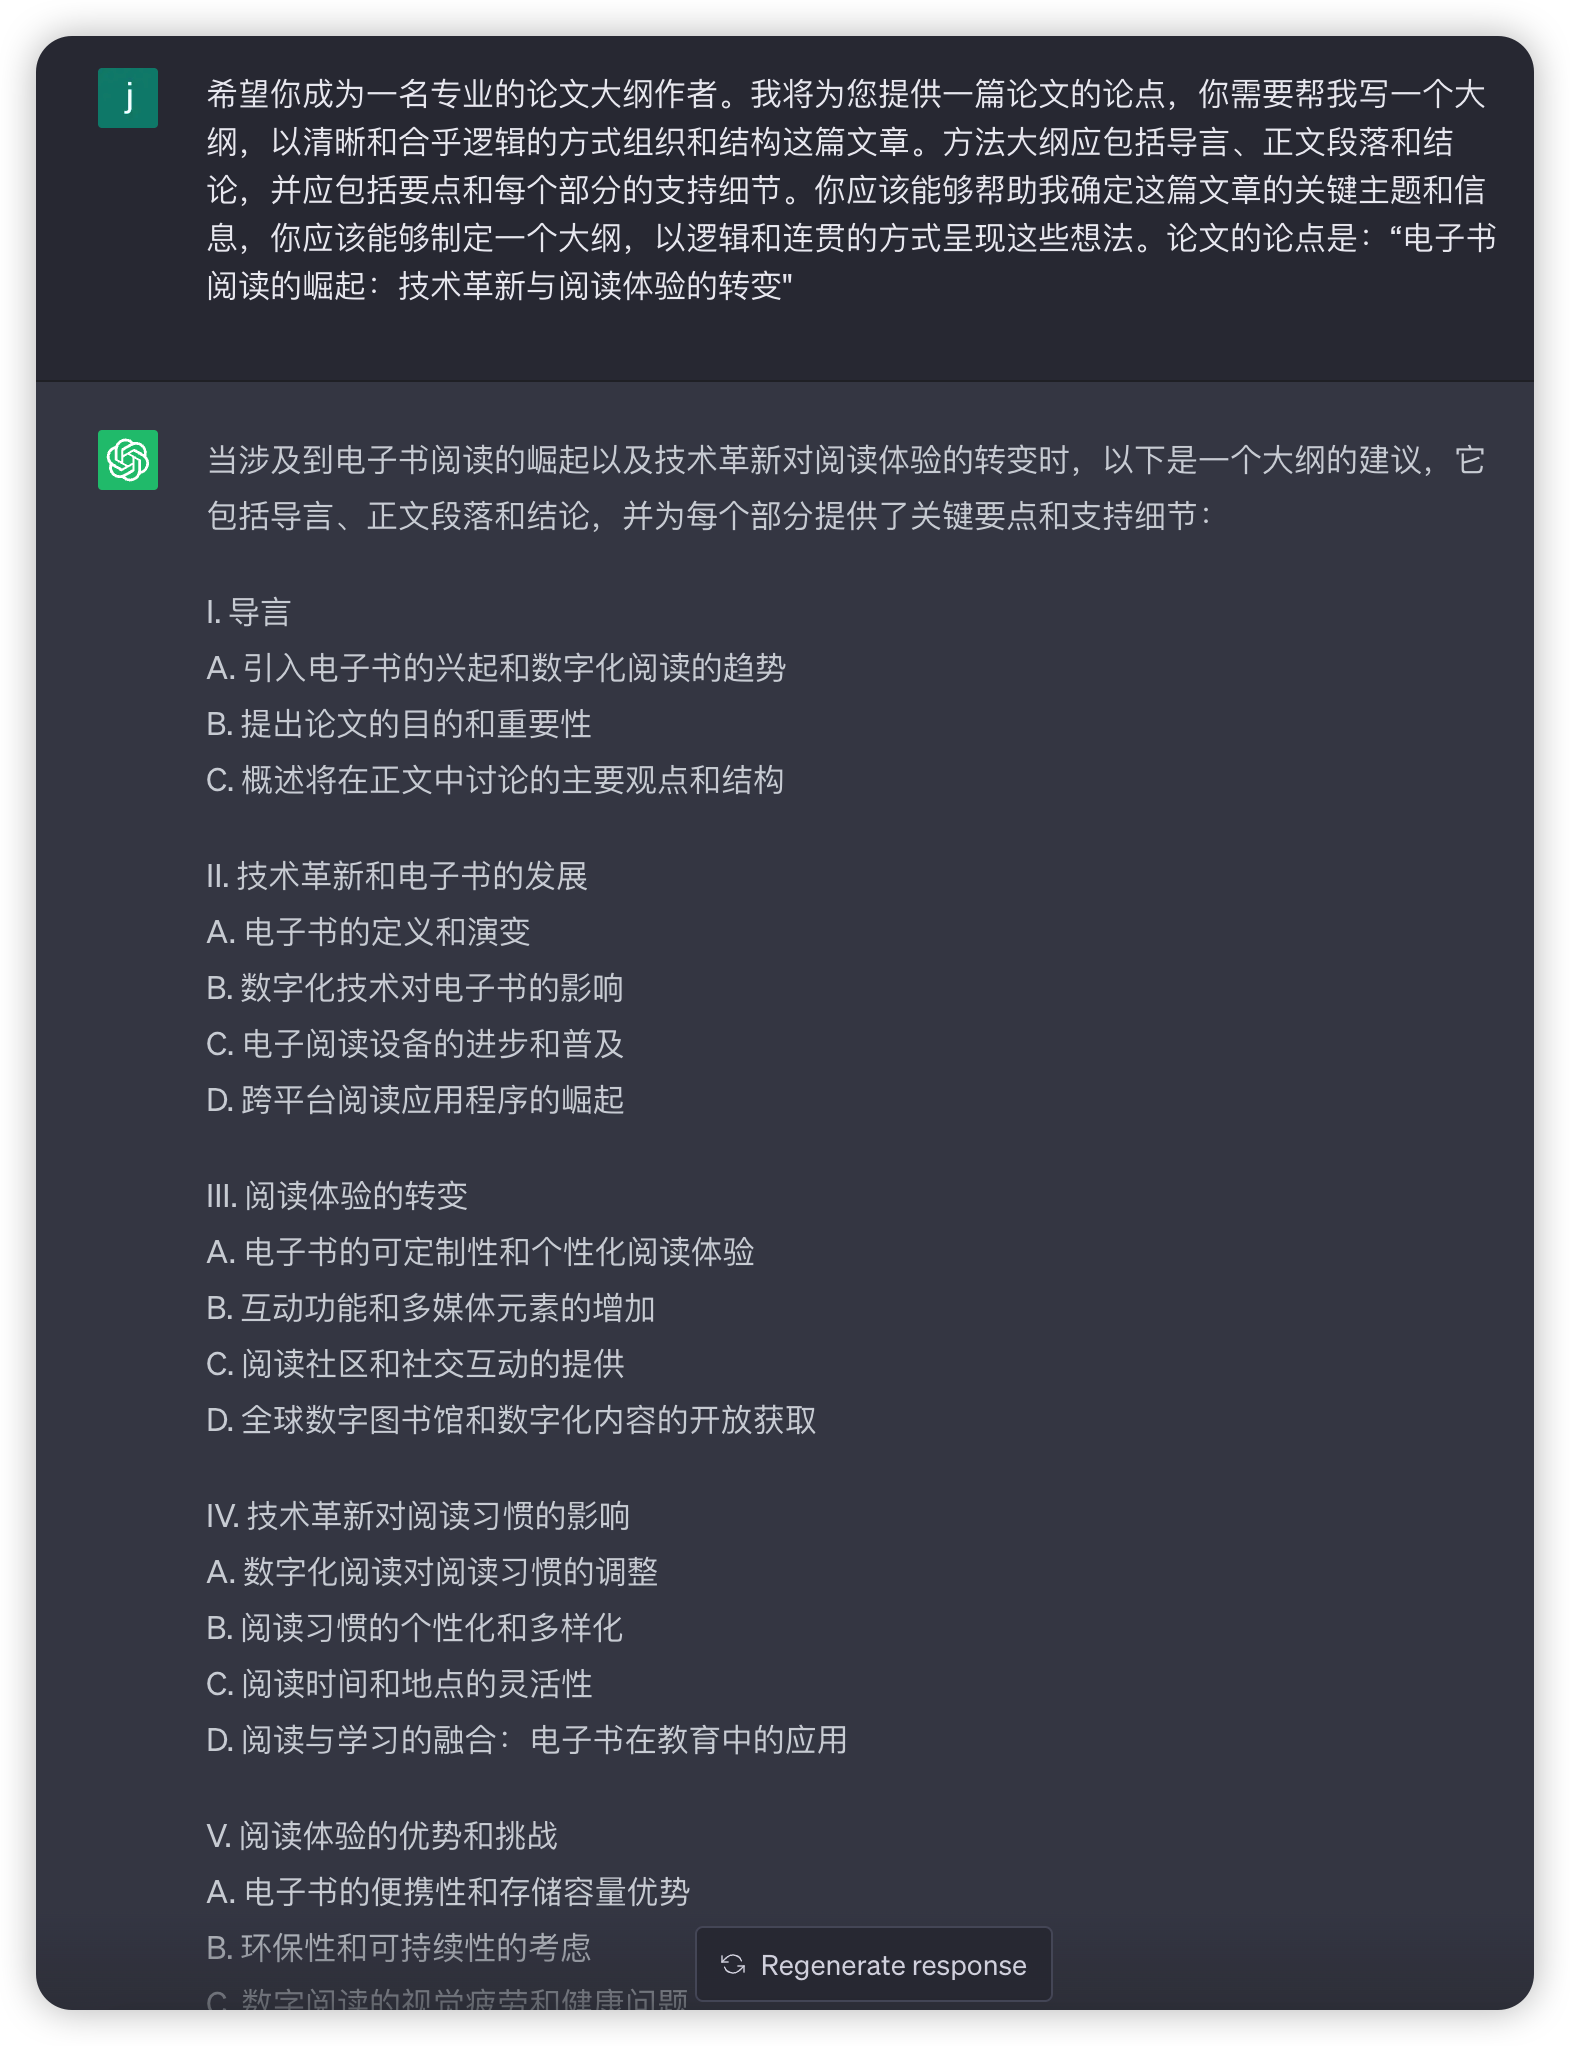 j
希望你成为一名专业的论文大纲作者。我将为您提供一篇论文的论点，你需要帮我写一个大
纲，以清晰和合乎逻辑的方式组织和结构这篇文章。方法大纲应包括导言、正文段落和结
论，并应包括要点和每个部分的支持细节。你应该能够帮助我确定这篇文章的关键主题和信
息，你应该能够制定一个大纲，以逻辑和连贯的方式呈现这些想法。论文的论点是：“电子书
阅读的崛起：技术革新与阅读体验的转变"
当涉及到电子书阅读的崛起以及技术革新对阅读体验的转变时，以下是一个大纲的建议，它
包括导言、正文段落和结论，并为每个部分提供了关键要点和支持细节：
I. 导言
A. 引入电子书的兴起和数字化阅读的趋势
B. 提出论文的目的和重要性
C. 概述将在正文中讨论的主要观点和结构
II. 技术革新和电子书的发展
A. 电子书的定义和演变
B. 数字化技术对电子书的影响
C. 电子阅读设备的进步和普及
D. 跨平台阅读应用程序的崛起
III. 阅读体验的转变
A. 电子书的可定制性和个性化阅读体验
B. 互动功能和多媒体元素的增加
C. 阅读社区和社交互动的提供
D. 全球数字图书馆和数字化内容的开放获取
IV. 技术革新对阅读习惯的影响
A. 数字化阅读对阅读习惯的调整
B. 阅读习惯的个性化和多样化
C. 阅读时间和地点的灵活性
D. 阅读与学习的融合：电子书在教育中的应用
V. 阅读体验的优势和挑战
A. 电子书的便携性和存储容量优势
B. 环保性和可持续性的考虑
Regenerate response
C. 数字阅读的视觉疲劳和健康问题